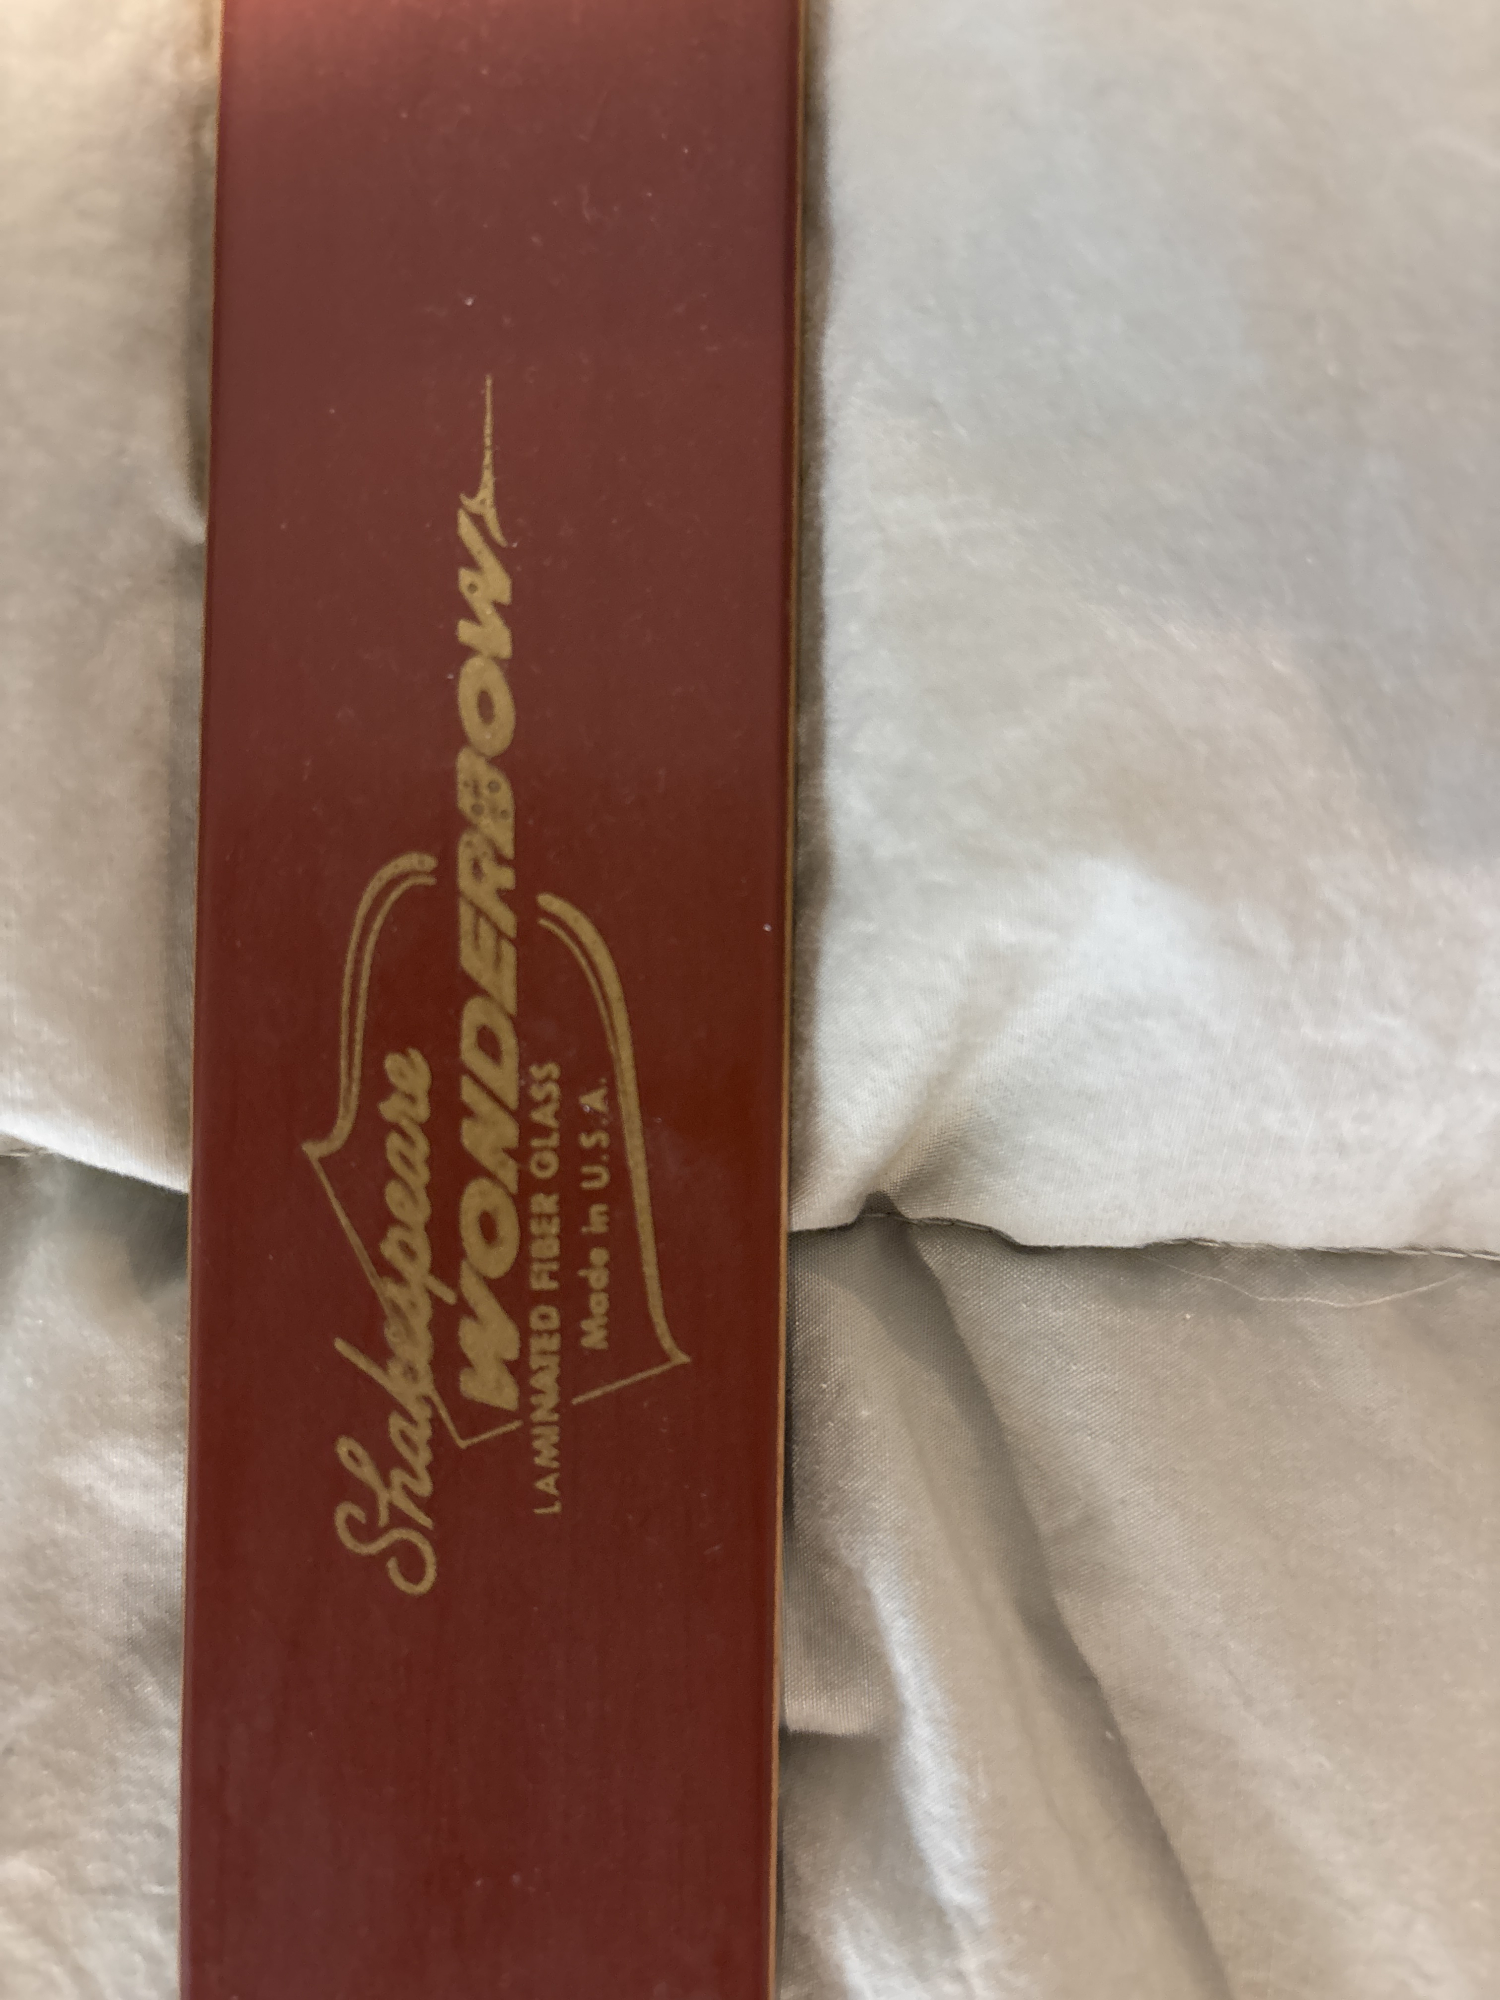 Shakespeare
WONDERBOW
LAMINATED FIBER GLASS
Made in U.S.A.